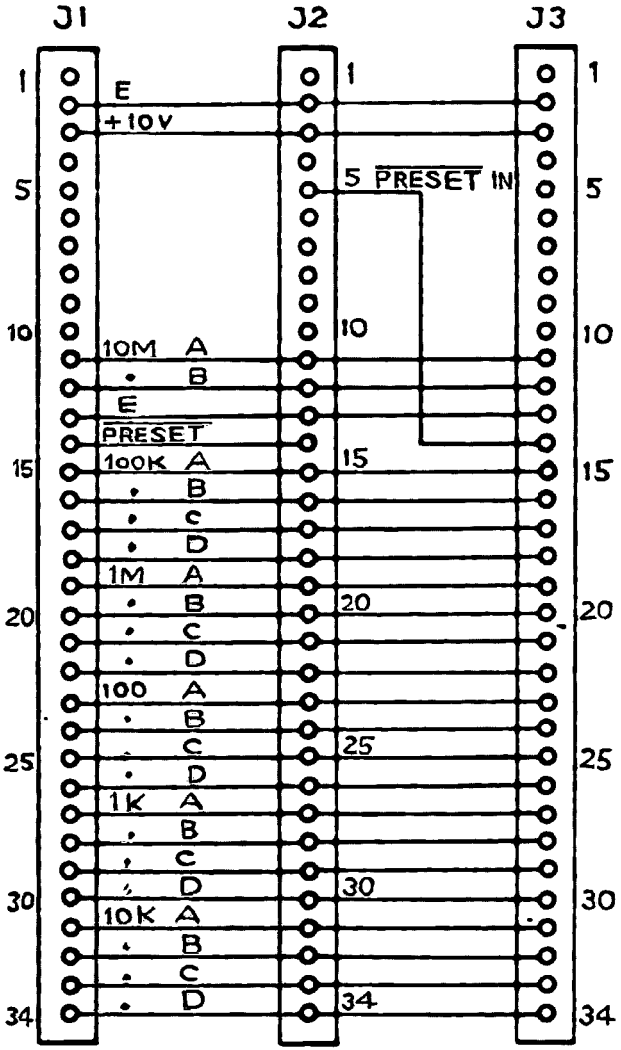 J1 J2 J3
1 1 1
E
+10V
5 5 PRESET IN 5
10 10 10
10M A
" B
E
PRESET
15 100K A 15 15
" B
" C
" D
1M A
20 " B 20 20
" C
" D
100 A
" B
25 " C 25 25
" D
1K A
" B
" C
30 " D 30 30
10K A
" B
" C
34 " D 34 34